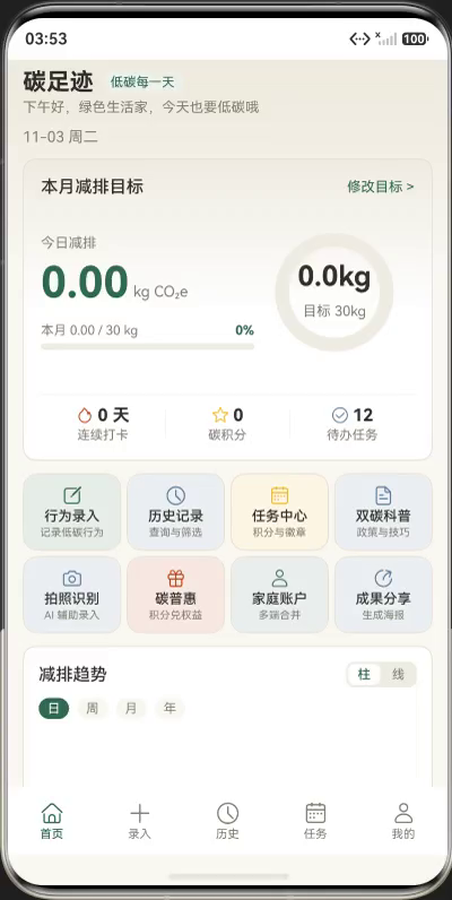 03:53
100
碳足迹 低碳每一天
下午好，绿色生活家，今天也要低碳哦
11-03 周二
本月减排目标 修改目标 >
今日减排
0.00 kg CO₂e
本月 0.00 / 30 kg 0%
0.0kg
目标 30kg
0 天 0 12
连续打卡 碳积分 待办任务
行为录入 历史记录 任务中心 双碳科普
记录低碳行为 查询与筛选 积分与徽章 政策与技巧
拍照识别 碳普惠 家庭账户 成果分享
AI 辅助录入 积分兑权益 多端合并 生成海报
减排趋势 柱 线
日 周 月 年
首页 录入 历史 任务 我的